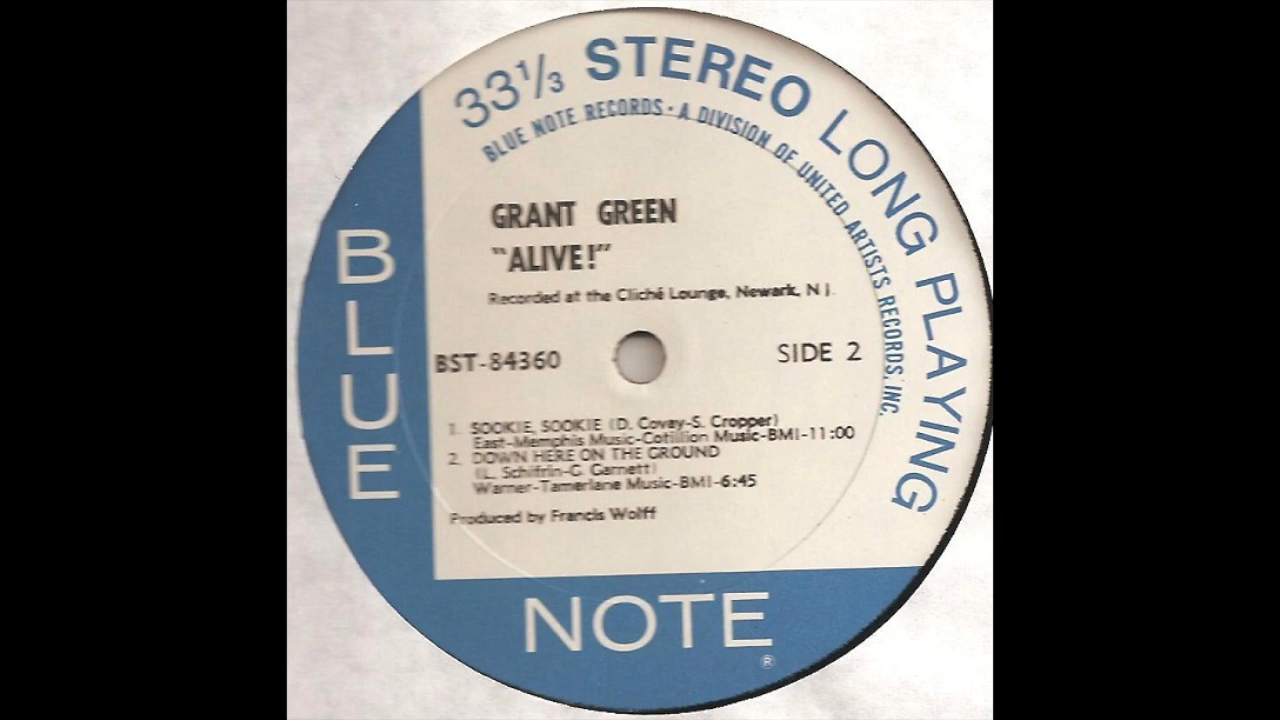 33⅓ STEREO LONG PLAYING
BLUE NOTE RECORDS · A DIVISION OF UNITED ARTISTS RECORDS, INC.
GRANT GREEN
"ALIVE!"
Recorded at the Cliché Lounge, Newark, N J.
BST-84360
SIDE 2
1. SOOKIE, SOOKIE (D. Covay-S. Cropper)
East-Memphis Music-Cotillion Music-BMI-11:00
2. DOWN HERE ON THE GROUND
(L. Schifrin-G. Garnett)
Warner-Tamerlane Music-BMI-6:45
Produced by Francis Wolff
BLUE
NOTE
®